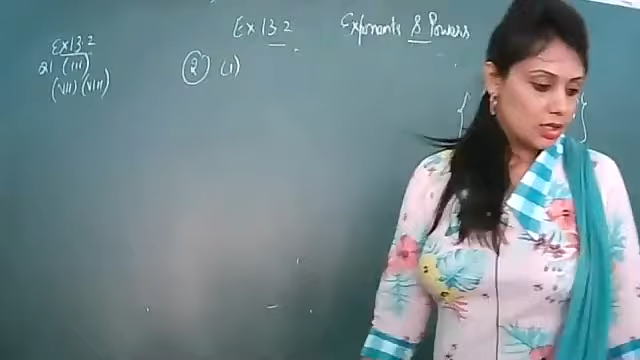 Ex 13.2 Exponents & Powers
Ex 13.2
Q1 (iii)
(vii) (viii)
② (i)
{ }